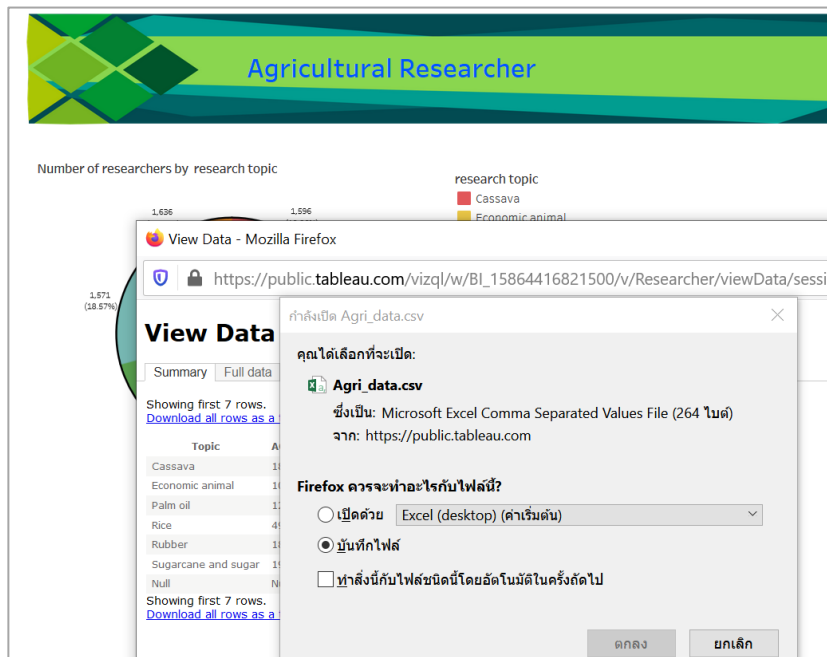 Agricultural Researcher
Number of researchers by research topic
research topic
Cassava
Economic animal
1,636
1,596
1,571
(18.57%)
View Data - Mozilla Firefox
https://public.tableau.com/vizql/w/BI_15864416821500/v/Researcher/viewData/sessi
View Data
Summary
Full data
Showing first 7 rows.
Download all rows as a
Topic
Cassava
Economic animal
Palm oil
Rice
Rubber
Sugarcane and sugar
Null
Showing first 7 rows.
Download all rows as a
กำลังเปิด Agri_data.csv
คุณได้เลือกที่จะเปิด:
Agri_data.csv
ซึ่งเป็น: Microsoft Excel Comma Separated Values File (264 ไบต์)
จาก: https://public.tableau.com
Firefox ควรจะทำอะไรกับไฟล์นี้?
เปิดด้วย Excel (desktop) (ค่าเริ่มต้น)
บันทึกไฟล์
ทำสิ่งนี้กับไฟล์ชนิดนี้โดยอัตโนมัติในครั้งถัดไป
ตกลง
ยกเลิก